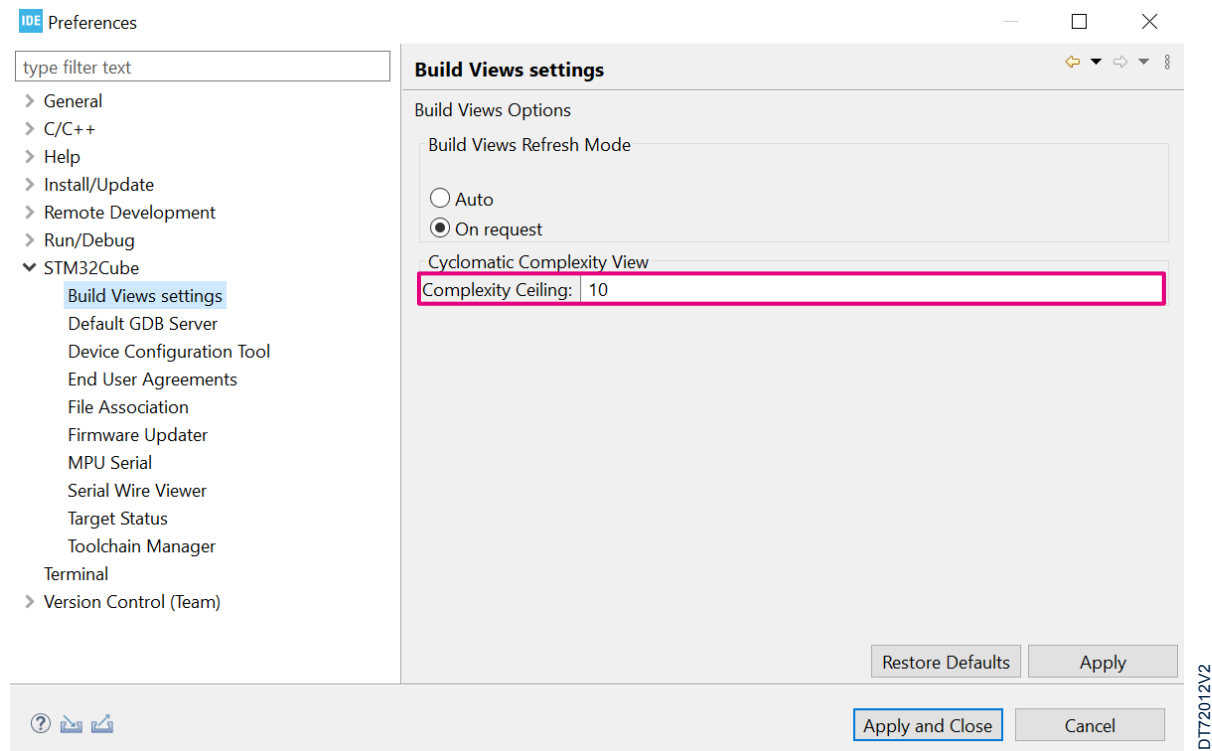 IDE Preferences
type filter text
General
C/C++
Help
Install/Update
Remote Development
Run/Debug
STM32Cube
Build Views settings
Default GDB Server
Device Configuration Tool
End User Agreements
File Association
Firmware Updater
MPU Serial
Serial Wire Viewer
Target Status
Toolchain Manager
Terminal
Version Control (Team)
Build Views settings
Build Views Options
Build Views Refresh Mode
Auto
On request
Cyclomatic Complexity View
Complexity Ceiling: 10
Restore Defaults Apply
Apply and Close Cancel
DT72012V2